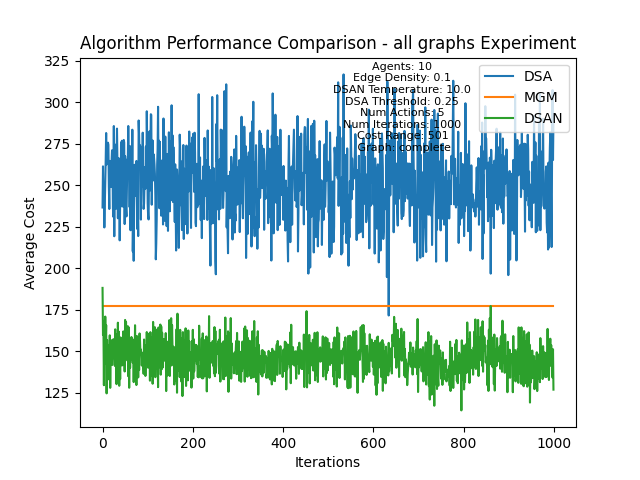 Algorithm Performance Comparison - all graphs Experiment
Agents: 10
Edge Density: 0.1
DSAN Temperature: 10.0
DSA Threshold: 0.25
Num Actions: 5
Num Iterations: 1000
Cost Range: 501
Graph: complete
DSA
MGM
DSAN
325
300
275
250
225
200
175
150
125
Average Cost
0
200
400
600
800
1000
Iterations